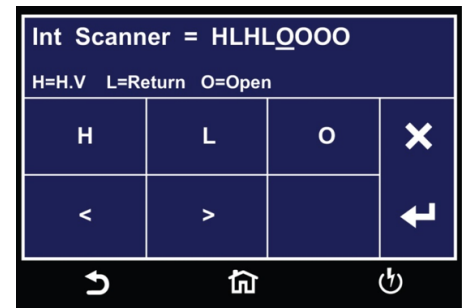 Int Scanner = HLHLOOOO
H=H.V L=Return O=Open
H L O
< >